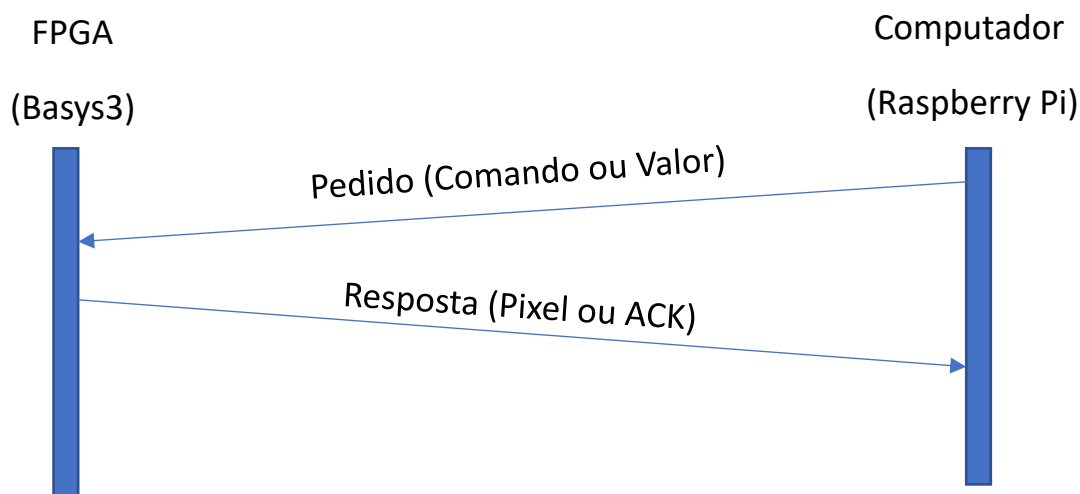 FPGA
(Basys3)
Computador
(Raspberry Pi)
Pedido (Comando ou Valor)
Resposta (Pixel ou ACK)